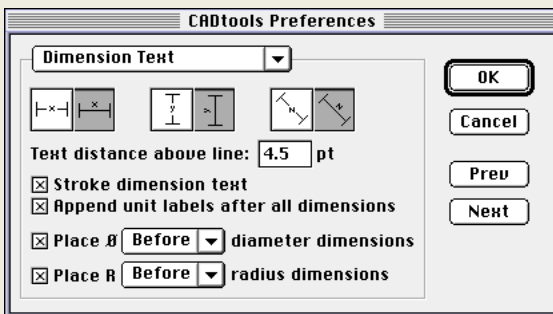 CADtools Preferences
Dimension Text
OK
x x y y z z
Cancel
Text distance above line: 4.5 pt
Prev
Stroke dimension text
Append unit labels after all dimensions
Next
Place Ø Before diameter dimensions
Place R Before radius dimensions